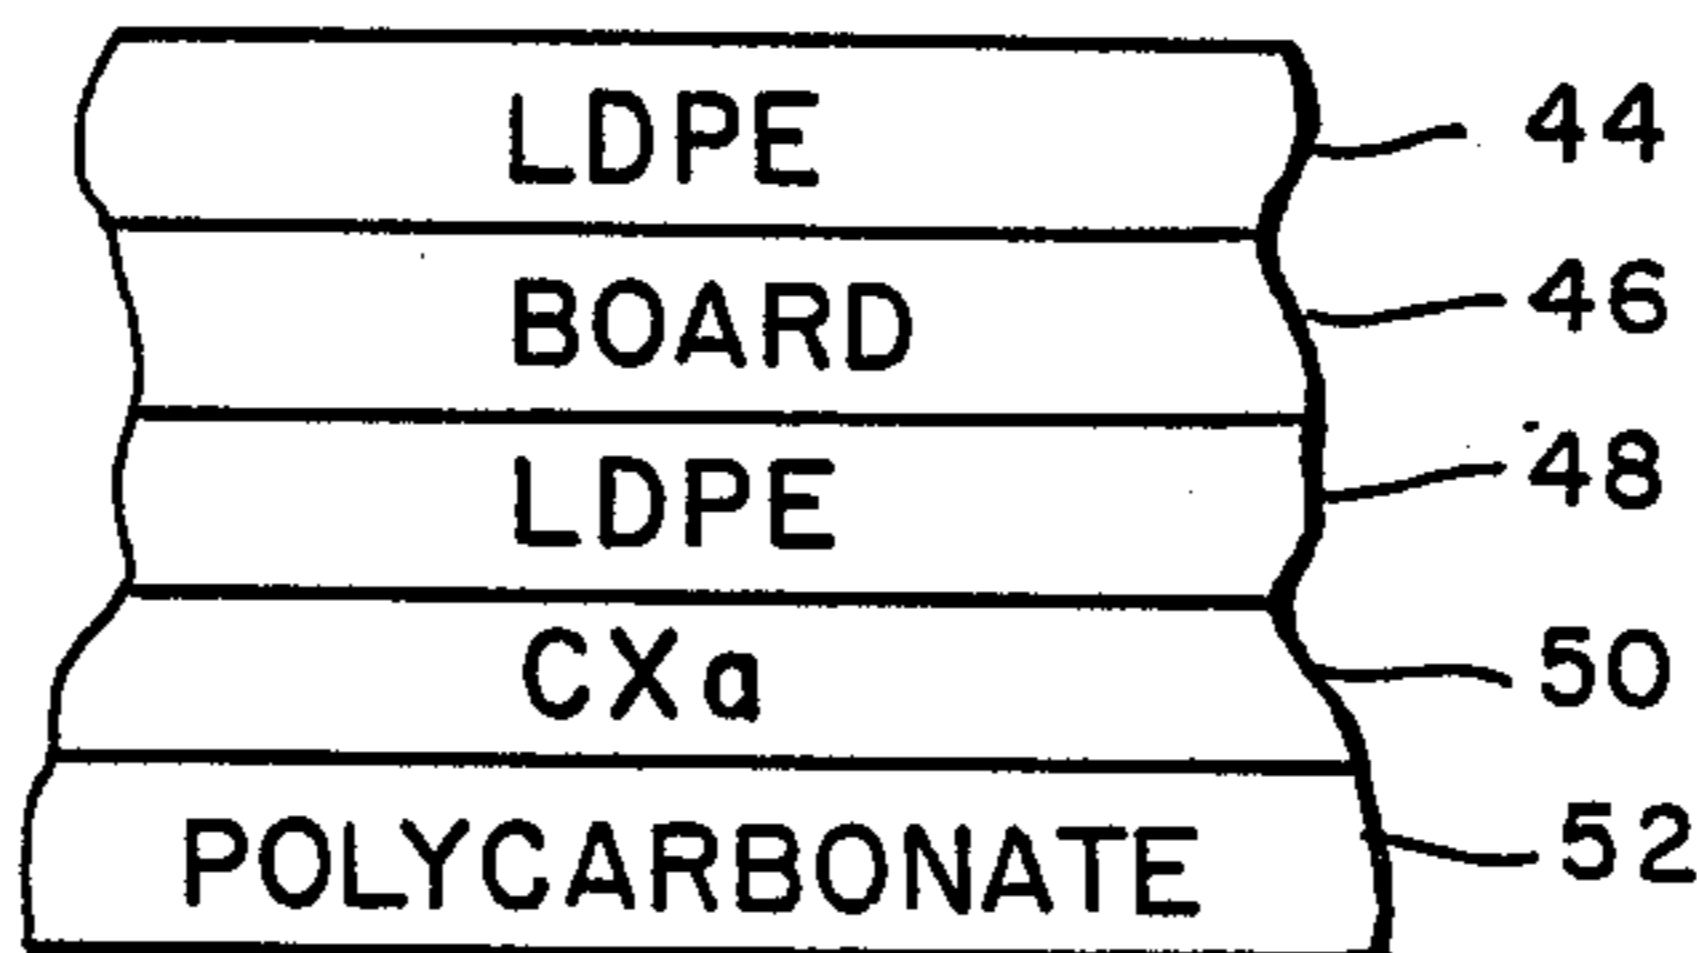 LDPE 44
BOARD 46
LDPE 48
CXa 50
POLYCARBONATE 52